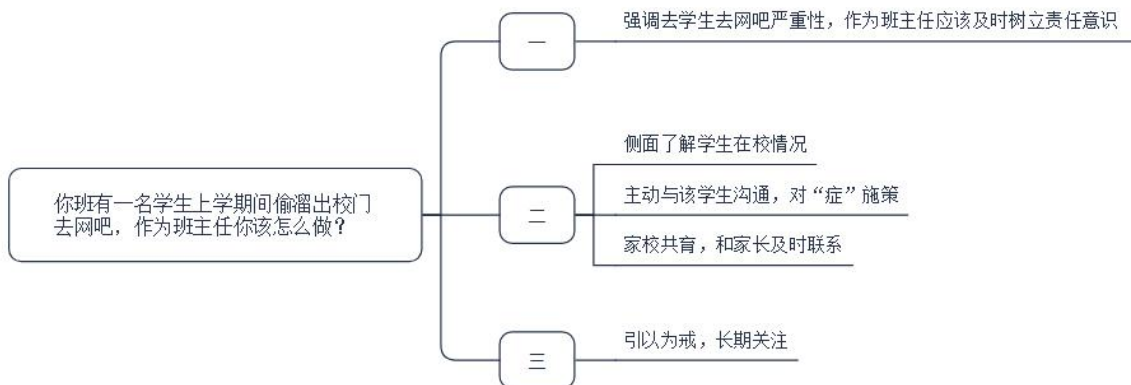 一
强调去学生去网吧严重性，作为班主任应该及时树立责任意识
你班有一名学生上学期间偷溜出校门
去网吧，作为班主任你该怎么做？
二
侧面了解学生在校情况
主动与该学生沟通，对“症”施策
家校共育，和家长及时联系
三
引以为戒，长期关注